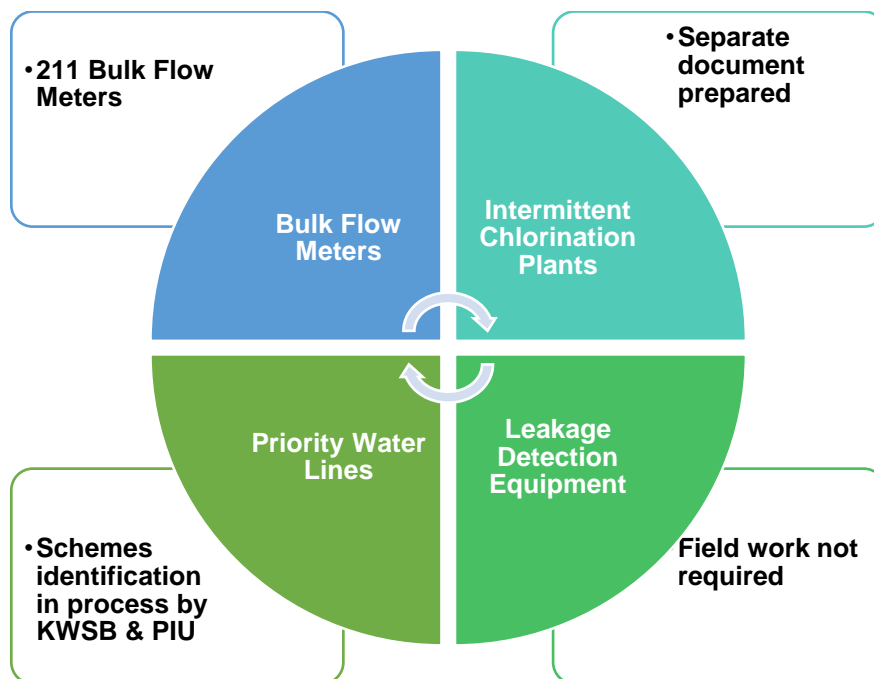 •211 Bulk Flow
Meters
•Separate
document
prepared
Bulk Flow
Meters
Intermittent
Chlorination
Plants
Priority Water
Lines
Leakage
Detection
Equipment
•Schemes
identification
in process by
KWSB & PIU
Field work not
required